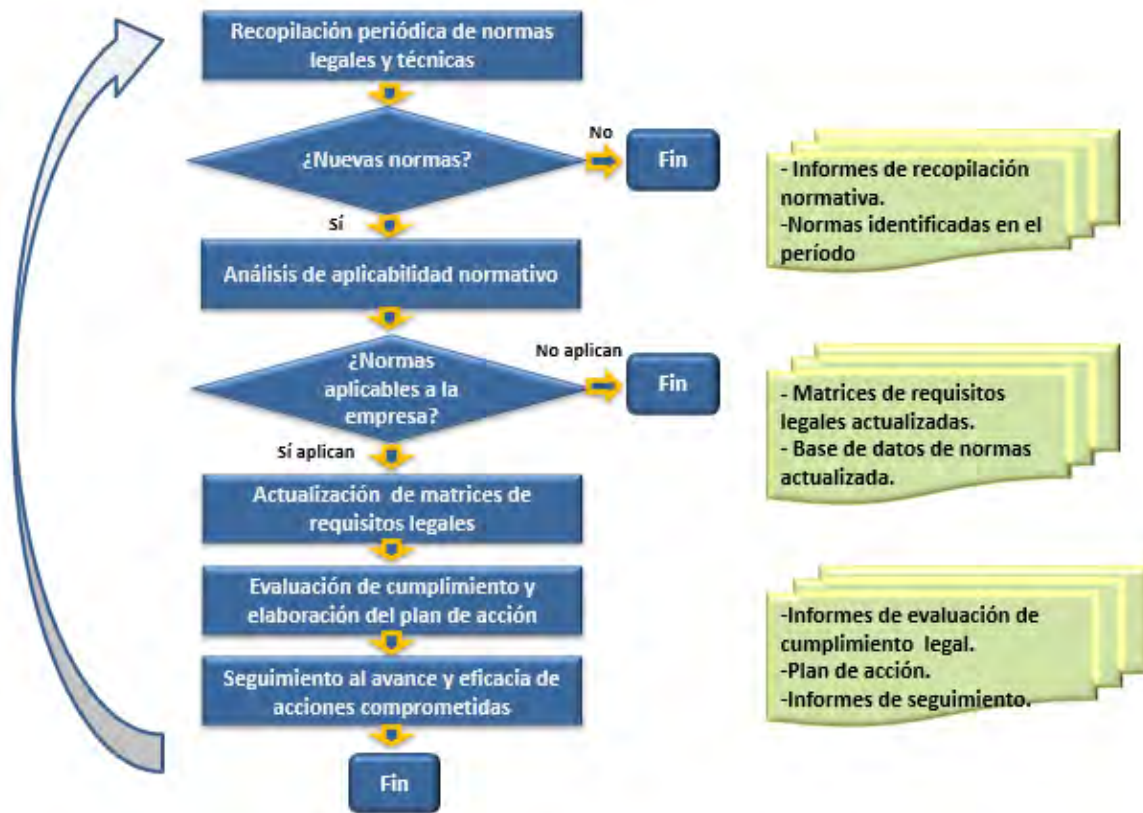 Recopilación periódica de normas
legales y técnicas
¿Nuevas normas?
No
Fin
Sí
Análisis de aplicabilidad normativo
¿Normas
aplicables a la
empresa?
No aplican
Fin
Sí aplican
Actualización de matrices de
requisitos legales
Evaluación de cumplimiento y
elaboración del plan de acción
Seguimiento al avance y eficacia de
acciones comprometidas
Fin
- Informes de recopilación
normativa.
-Normas identificadas en el
período
- Matrices de requisitos
legales actualizadas.
- Base de datos de normas
actualizada.
-Informes de evaluación de
cumplimiento legal.
-Plan de acción.
-Informes de seguimiento.